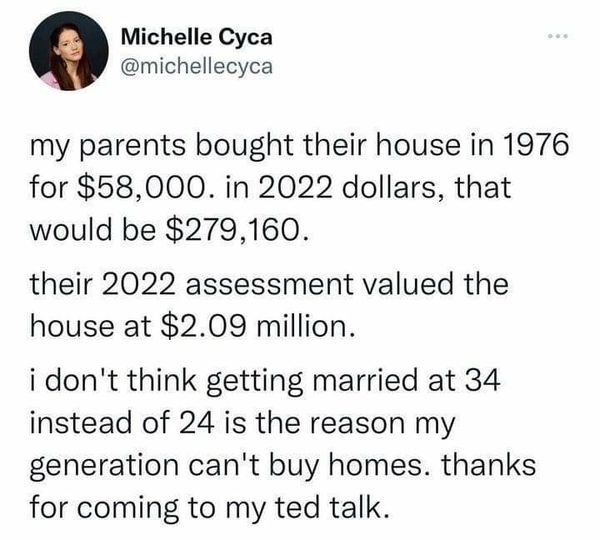 Michelle Cyca
@michellecyca
my parents bought their house in 1976
for $58,000. in 2022 dollars, that
would be $279,160.
their 2022 assessment valued the
house at $2.09 million.
i don't think getting married at 34
instead of 24 is the reason my
generation can't buy homes. thanks
for coming to my ted talk.